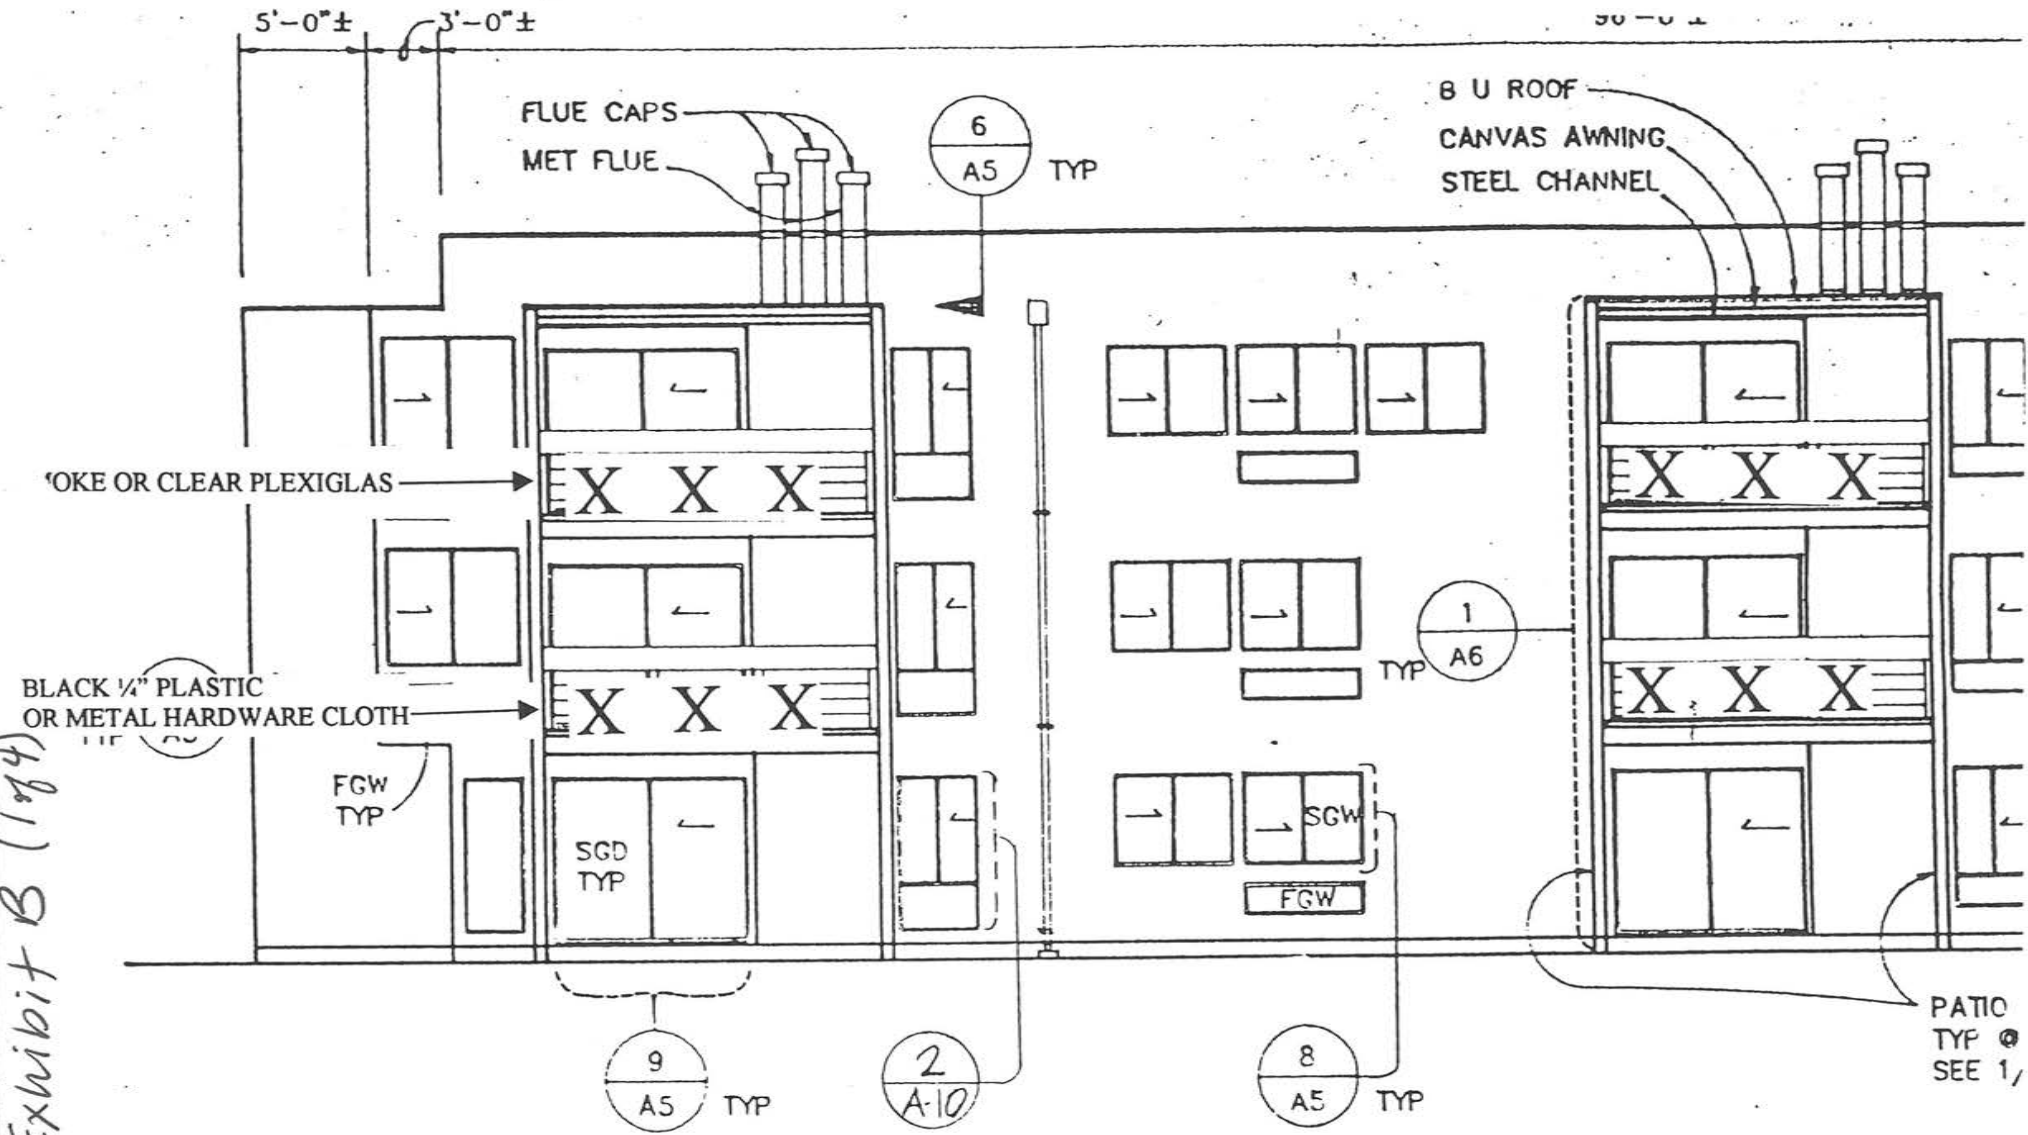 5'-0"±
3'-0"±
FLUE CAPS
MET FLUE
6
A5
TYP
B U ROOF
CANVAS AWNING
STEEL CHANNEL
OKE OR CLEAR PLEXIGLAS
X X X
X X X
1
A6
TYP
BLACK ¼" PLASTIC
OR METAL HARDWARE CLOTH
X X X
X X X
FGW
TYP
SGD
TYP
SGW
FGW
9
A5
TYP
2
A-10
8
A5
TYP
PATIO
TYP @
SEE 1/
Exhibit B (1 of 4)